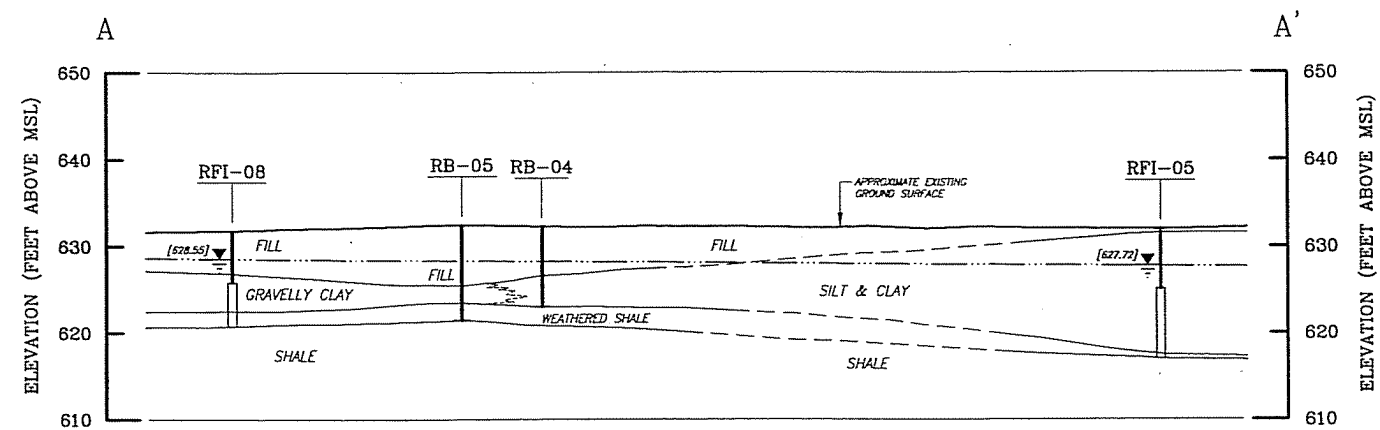 A A'
650 650
640 640
630 630
620 620
610 610
ELEVATION (FEET ABOVE MSL)
ELEVATION (FEET ABOVE MSL)
RFI-08 RB-05 RB-04 RFI-05
APPROXIMATE EXISTING
GROUND SURFACE
[628.55] FILL FILL [627.72]
FILL
GRAVELLY CLAY SILT & CLAY
WEATHERED SHALE
SHALE SHALE